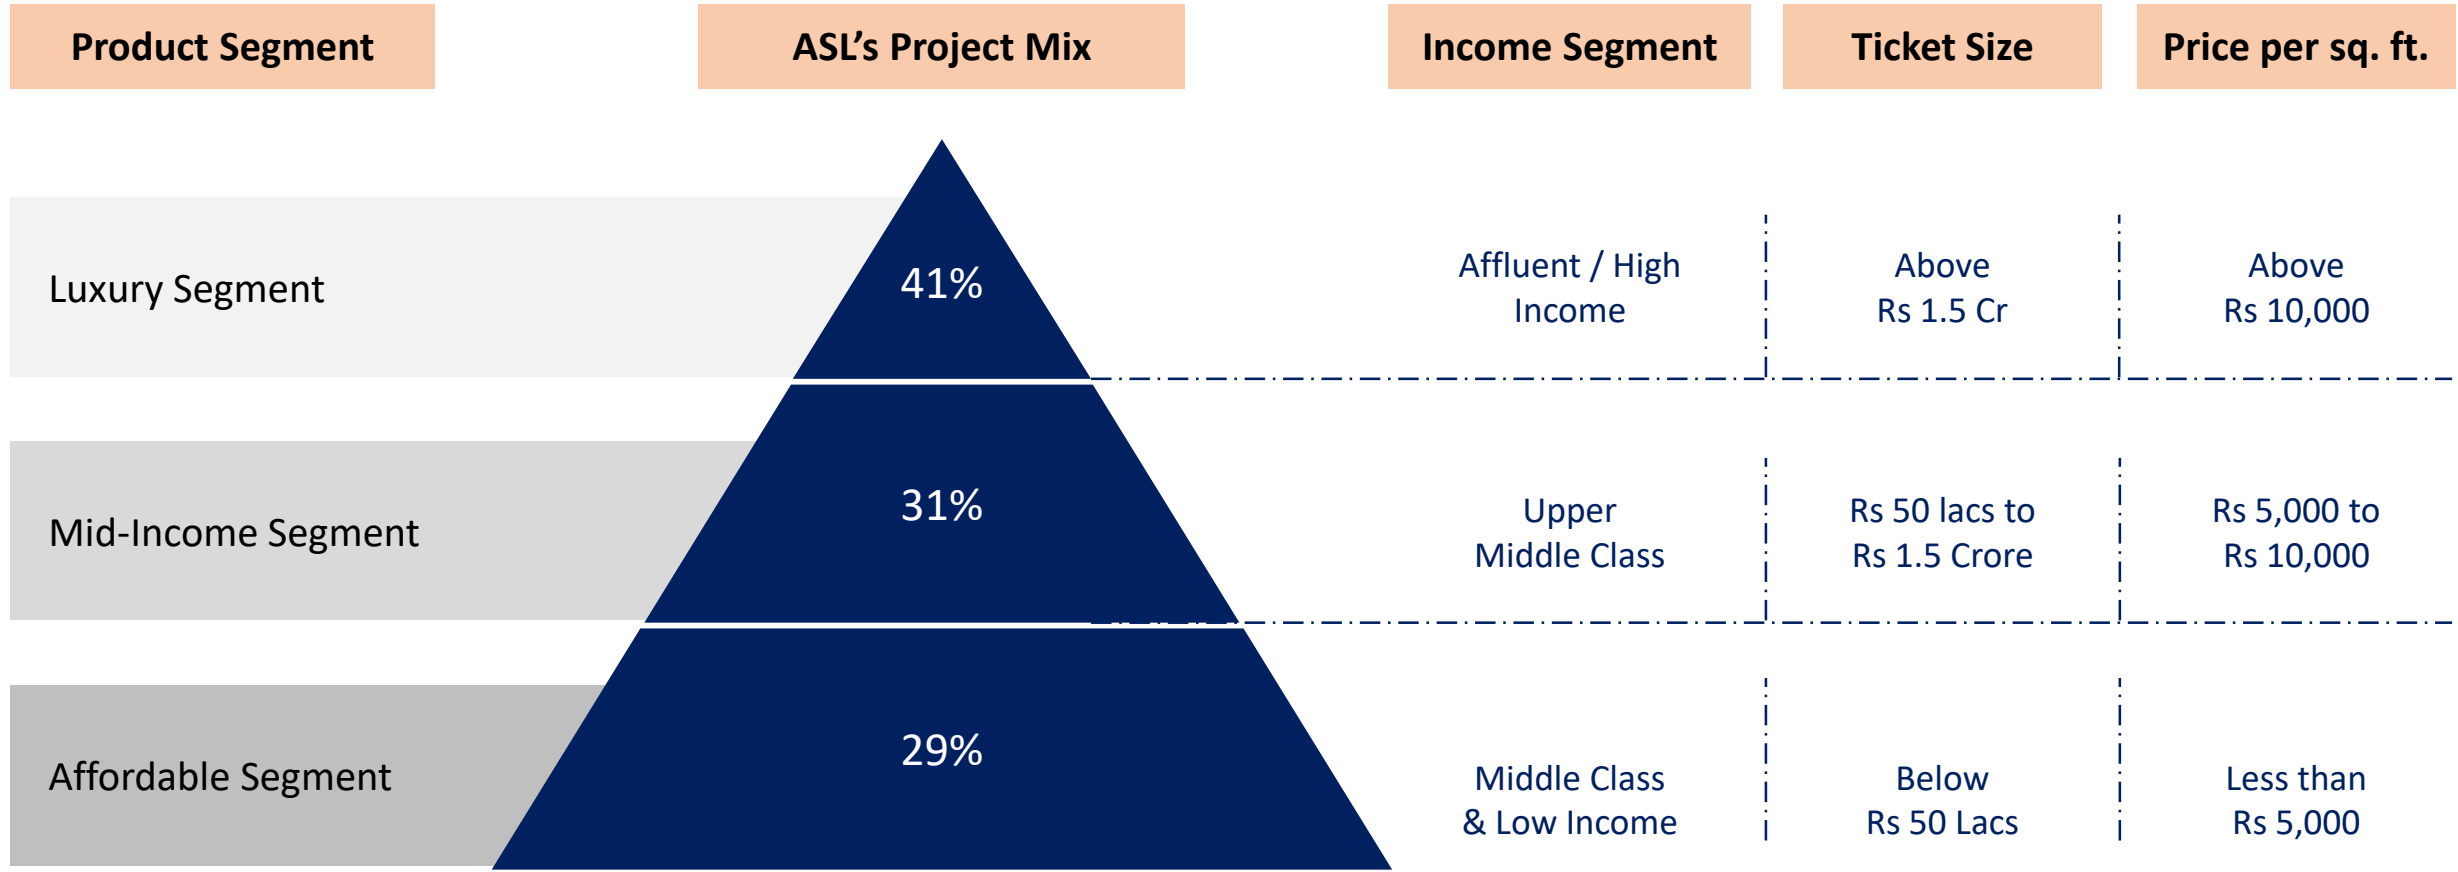 Product Segment
ASL’s Project Mix
Income Segment
Ticket Size
Price per sq. ft.
Luxury Segment
41%
Affluent / High
Income
Above
Rs 1.5 Cr
Above
Rs 10,000
Mid-Income Segment
31%
Upper
Middle Class
Rs 50 lacs to
Rs 1.5 Crore
Rs 5,000 to
Rs 10,000
Affordable Segment
29%
Middle Class
& Low Income
Below
Rs 50 Lacs
Less than
Rs 5,000